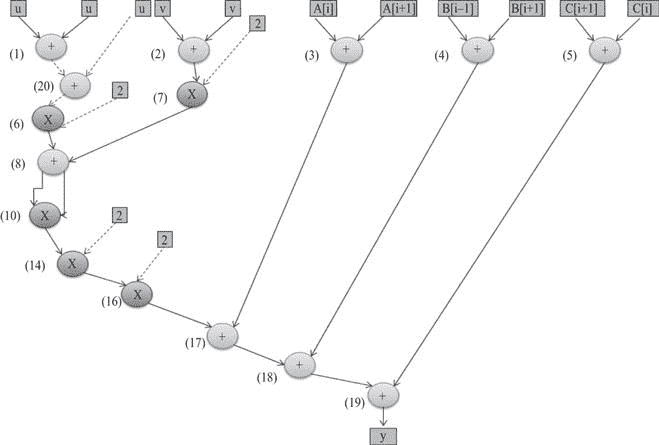 u u u v v A[i] A[i+1] B[i−1] B[i+1] C[i+1] C[i]
2
(1) + (2) + (3) + (4) + (5) +
(20) +
2
(7) X
(6) X
(8) +
(10) X
2
2
(14) X
(16) X
(17) +
(18) +
(19) +
y